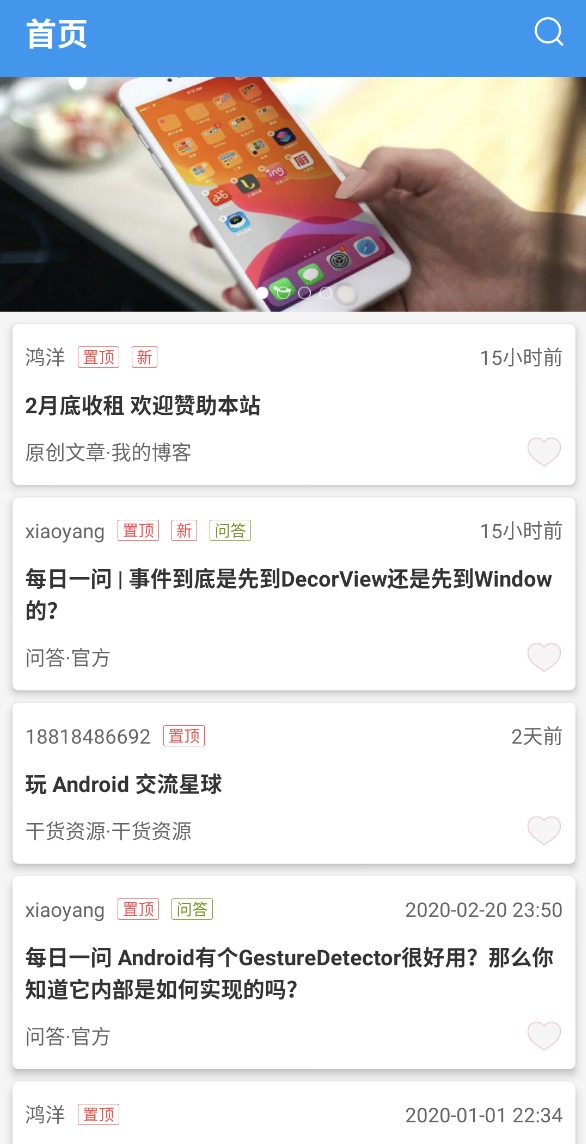 首页
鸿洋 置顶 新 15小时前
2月底收租 欢迎赞助本站
原创文章·我的博客
xiaoyang 置顶 新 问答 15小时前
每日一问 | 事件到底是先到DecorView还是先到Window
的?
问答·官方
18818486692 置顶 2天前
玩 Android 交流星球
干货资源·干货资源
xiaoyang 置顶 问答 2020-02-20 23:50
每日一问 Android有个GestureDetector很好用？那么你
知道它内部是如何实现的吗？
问答·官方
鸿洋 置顶 2020-01-01 22:34